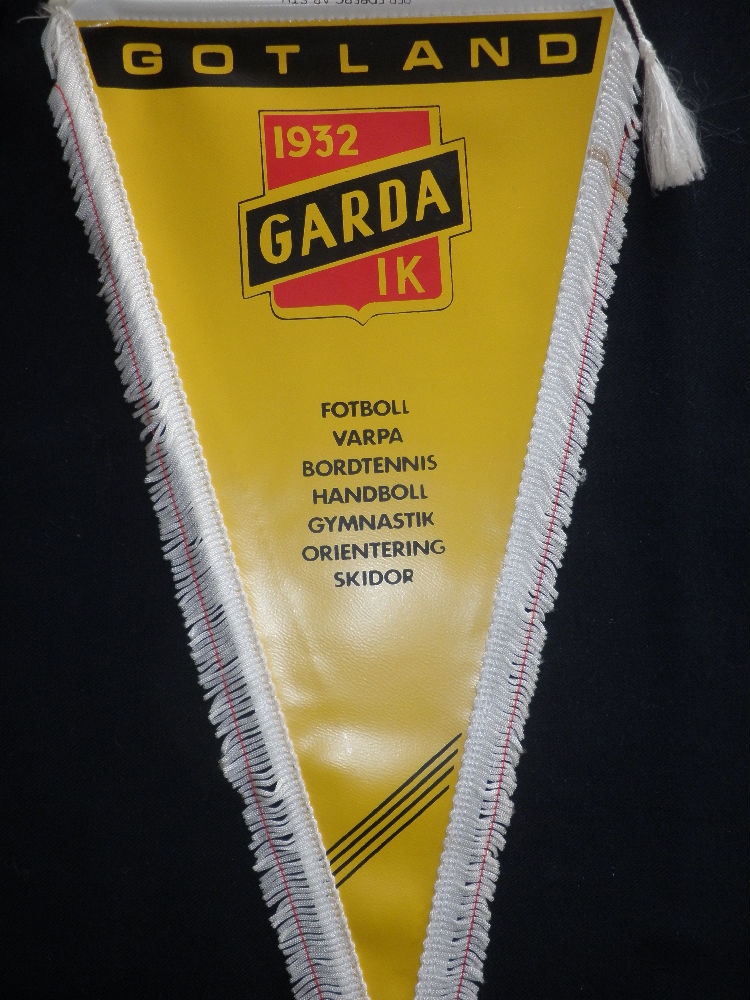 GOTLAND
1932
GARDA
IK
FOTBOLL
VARPA
BORDTENNIS
HANDBOLL
GYMNASTIK
ORIENTERING
SKIDOR